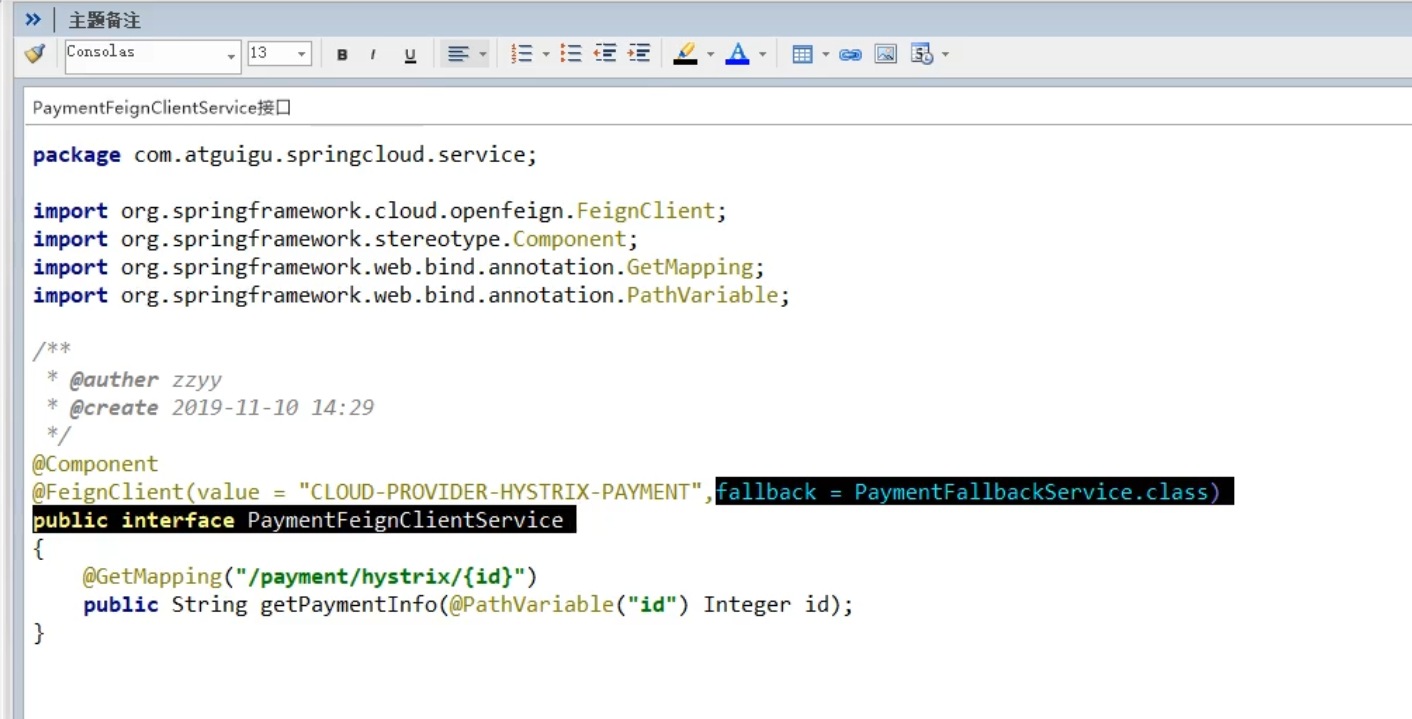 主题备注
Consolas 13 B I U
PaymentFeignClientService接口
package com.atguigu.springcloud.service;
import org.springframework.cloud.openfeign.FeignClient;
import org.springframework.stereotype.Component;
import org.springframework.web.bind.annotation.GetMapping;
import org.springframework.web.bind.annotation.PathVariable;
/**
 * @auther zzyy
 * @create 2019-11-10 14:29
 */
@Component
@FeignClient(value = "CLOUD-PROVIDER-HYSTRIX-PAYMENT",fallback = PaymentFallbackService.class)
public interface PaymentFeignClientService
{
    @GetMapping("/payment/hystrix/{id}")
    public String getPaymentInfo(@PathVariable("id") Integer id);
}